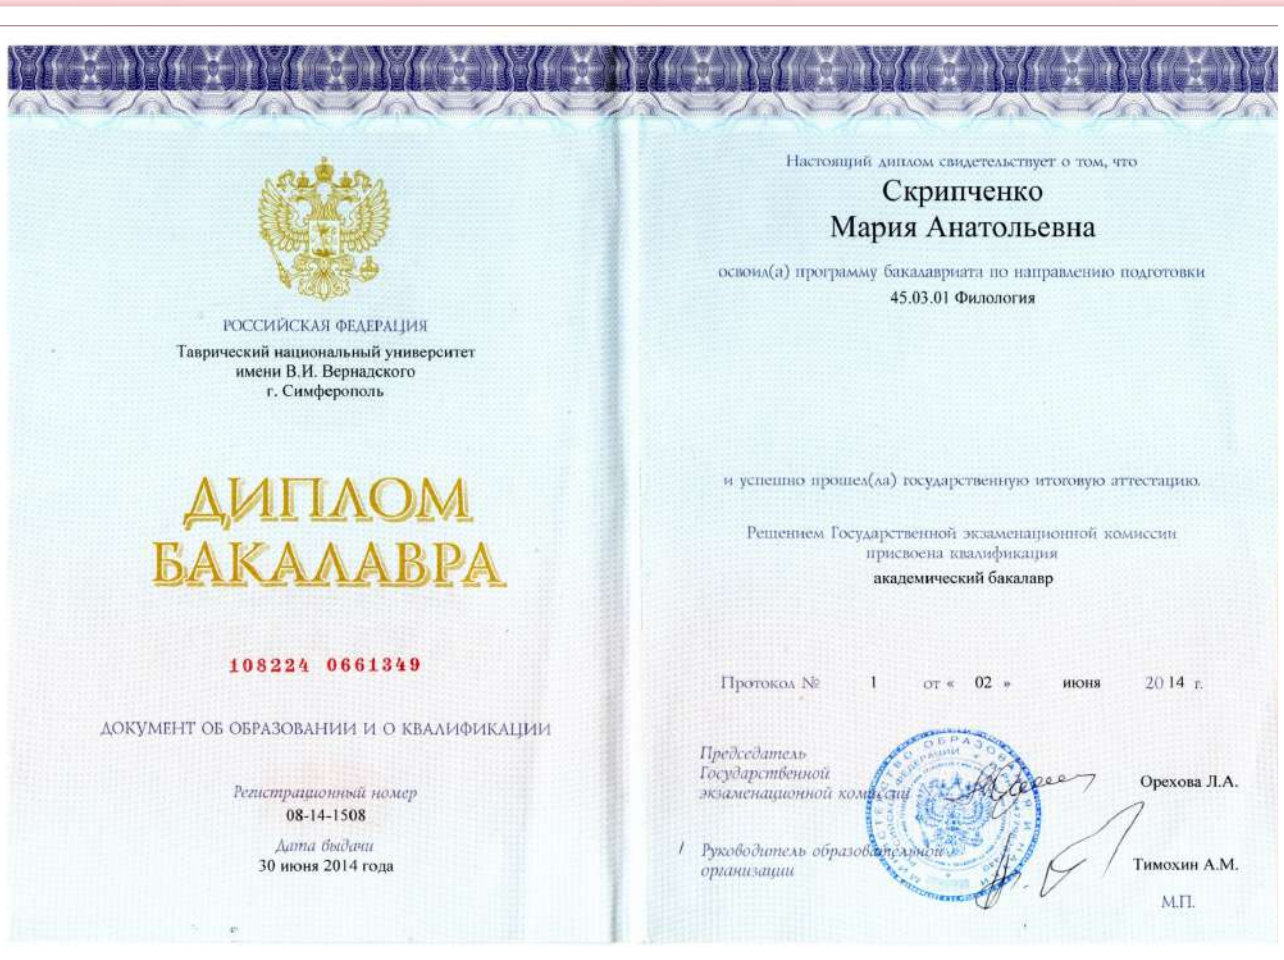 РОССИЙСКАЯ ФЕДЕРАЦИЯ
Таврический национальный университет
имени В.И. Вернадского
г. Симферополь
ДИПЛОМ
БАКАЛАВРА
108224 0661349
ДОКУМЕНТ ОБ ОБРАЗОВАНИИ И О КВАЛИФИКАЦИИ
Регистрационный номер
08-14-1508
Дата выдачи
30 июня 2014 года
Настоящий диплом свидетельствует о том, что
Скрипченко
Мария Анатольевна
освоил(а) программу бакалавриата по направлению подготовки
45.03.01 Филология
и успешно прошел(ла) государственную итоговую аттестацию.
Решением Государственной экзаменационной комиссии
присвоена квалификация
академический бакалавр
Протокол № 1 от « 02 » июня 2014 г.
Председатель
Государственной
экзаменационной комиссии
Орехова Л.А.
Руководитель образовательной
организации
Тимохин А.М.
М.П.